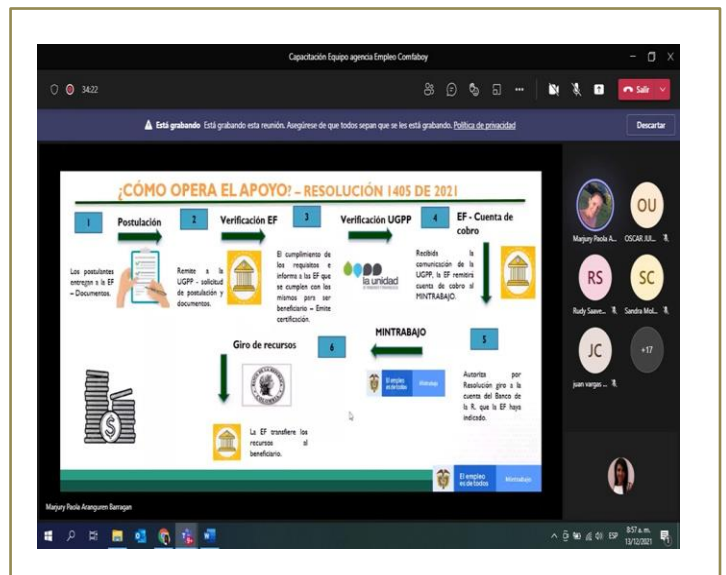 Capacitación Equipo agencia Empleo Comfaboy
34:22
Salir
Está grabando Está grabando esta reunión. Asegúrese de que todos sepan que se les está grabando. Política de privacidad
Descartar
¿CÓMO OPERA EL APOYO? – RESOLUCIÓN 1405 DE 2021
1 Postulación
2 Verificación EF
3 Verificación UGPP
4 EF - Cuenta de
cobro
Los postulantes
entregan a la EF
– Documentos.
Remite a la
UGPP - solicitud
de postulación y
documentos.
El cumplimiento de
los requisitos e
informa a las EF que
se cumplen con los
mismos para ser
beneficiario – Emite
certificación.
la unidad
Recibida la
comunicación de la
UGPP, la EF remitirá
cuenta de cobro al
MINTRABAJO.
Giro de recursos
6
MINTRABAJO
5
El empleo
es de todos
Mintrabajo
Autoriza por
Resolución giro a la
cuenta del Banco de
la R. que la EF haya
indicado.
La EF transfiere los
recursos al
beneficiario.
El empleo
es de todos
Mintrabajo
Marjury Paola Aranguren Barragan
OU
Marjury Paola A...
OSCAR JUL...
RS
SC
Rudy Saave...
Sandra Mol...
JC
+17
juan vargas ...
ESP
8:57 a. m.
13/12/2021